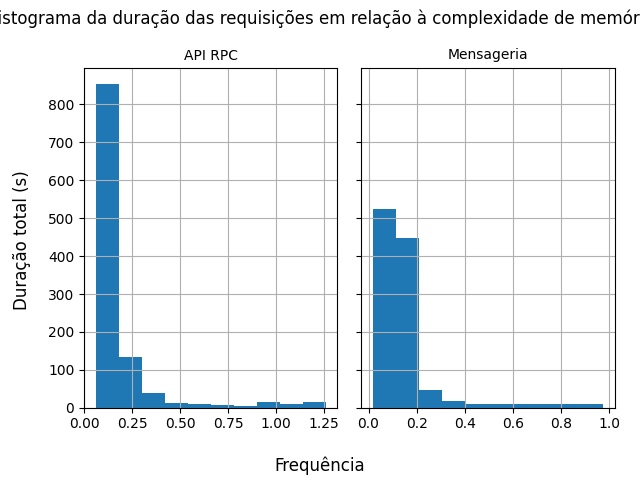 istograma da duração das requisições em relação à complexidade de memór
API RPC
Mensageria
800
700
600
500
400
300
200
100
0
Duração total (s)
0.00 0.25 0.50 0.75 1.00 1.25
0.0 0.2 0.4 0.6 0.8 1.0
Frequência